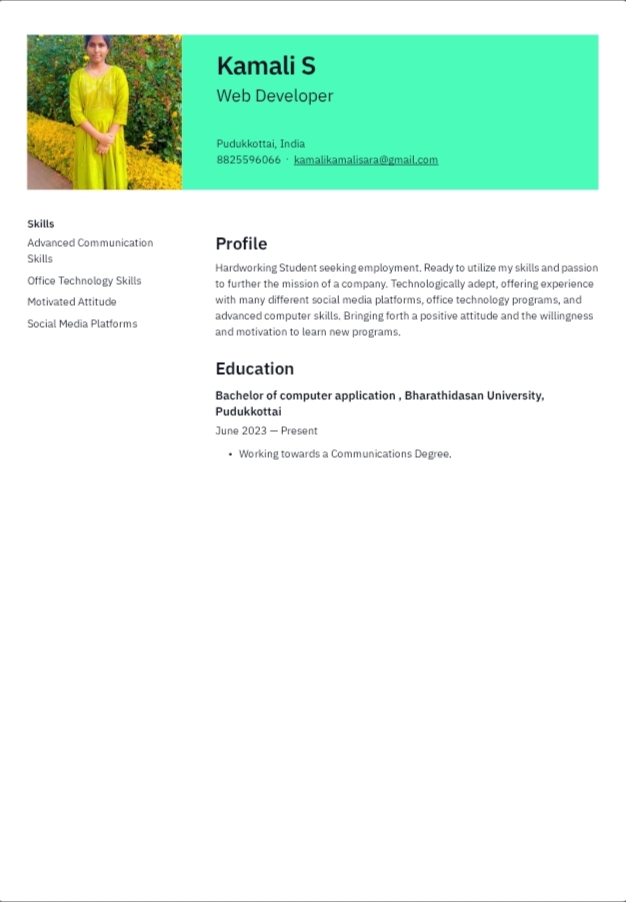 Kamali S
Web Developer
Pudukkottai, India
8825596066 · kamalikamalisara@gmail.com
Skills
Advanced Communication
Skills
Office Technology Skills
Motivated Attitude
Social Media Platforms
Profile
Hardworking Student seeking employment. Ready to utilize my skills and passion
to further the mission of a company. Technologically adept, offering experience
with many different social media platforms, office technology programs, and
advanced computer skills. Bringing forth a positive attitude and the willingness
and motivation to learn new programs.
Education
Bachelor of computer application , Bharathidasan University,
Pudukkottai
June 2023 — Present
• Working towards a Communications Degree.